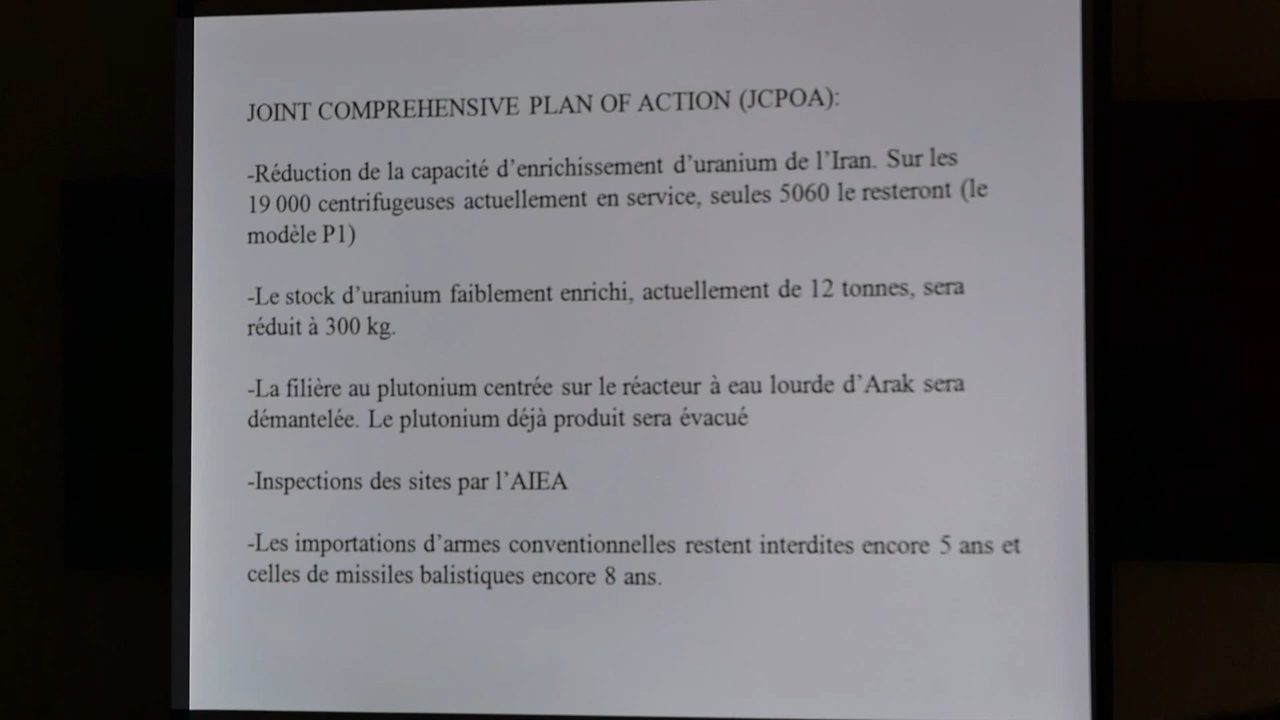 JOINT COMPREHENSIVE PLAN OF ACTION (JCPOA):
-Réduction de la capacité d’enrichissement d’uranium de l’Iran. Sur les
19 000 centrifugeuses actuellement en service, seules 5060 le resteront (le
modèle P1)
-Le stock d’uranium faiblement enrichi, actuellement de 12 tonnes, sera
réduit à 300 kg.
-La filière au plutonium centrée sur le réacteur à eau lourde d’Arak sera
démantelée. Le plutonium déjà produit sera évacué
-Inspections des sites par l’AIEA
-Les importations d’armes conventionnelles restent interdites encore 5 ans et
celles de missiles balistiques encore 8 ans.